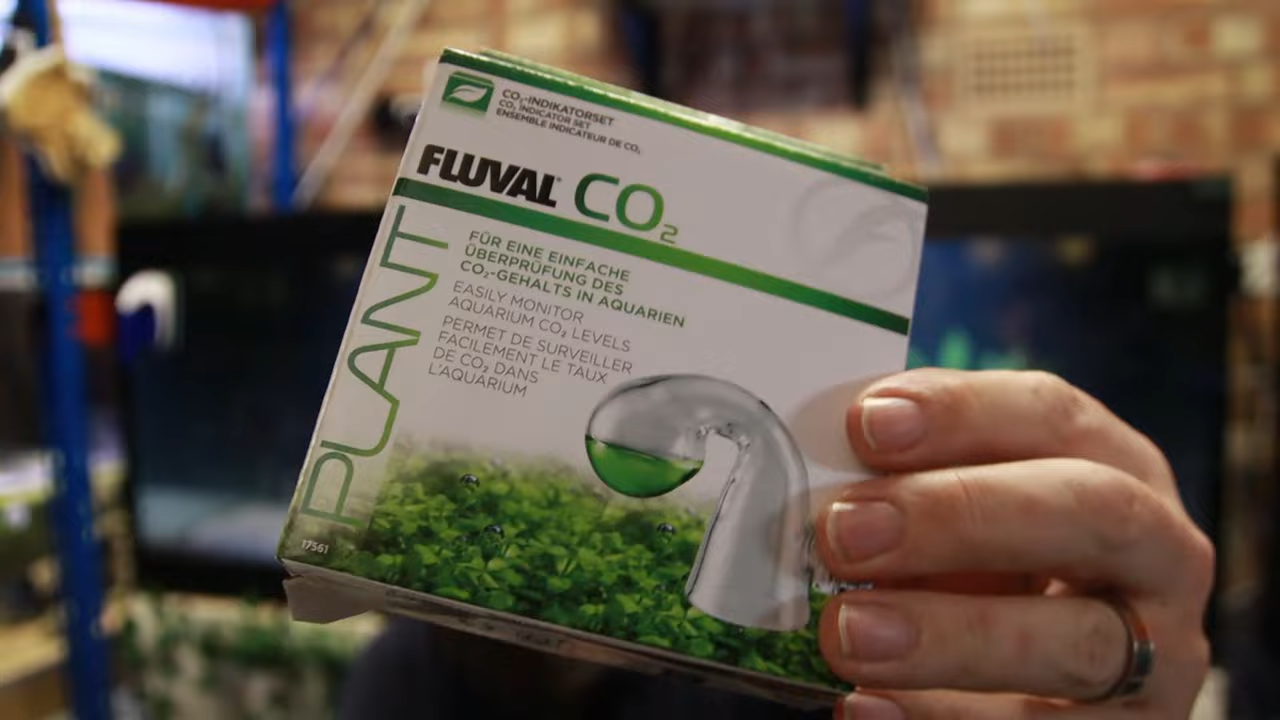 CO₂-INDIKATORSET
CO₂ INDICATOR SET
ENSEMBLE INDICATEUR DE CO₂
FLUVAL® CO₂
PLANT
FÜR EINE EINFACHE
ÜBERPRÜFUNG DES
CO₂-GEHALTS IN AQUARIEN
EASILY MONITOR
AQUARIUM CO₂ LEVELS
PERMET DE SURVEILLER
FACILEMENT LE TAUX
DE CO₂ DANS
L'AQUARIUM
17561